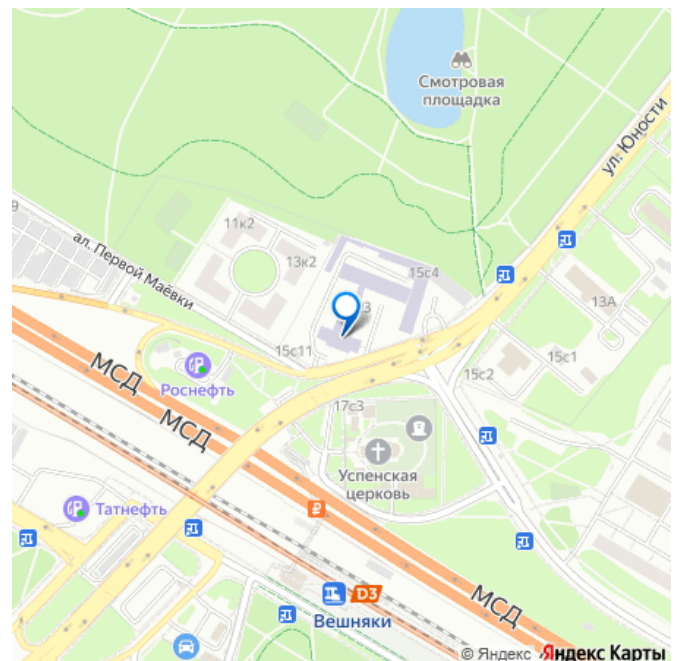 Смотровая
площадка
ул. Юности
9
11к2
ал. Первой Маёвки
13к2
15с4
13А
15с11
15с1
МСД
Роснефть
15с2
МСД
17с3
Успенская
церковь
Татнефть
₽
D3
МСД
Вешняки
© Яндекс Яндекс Карты